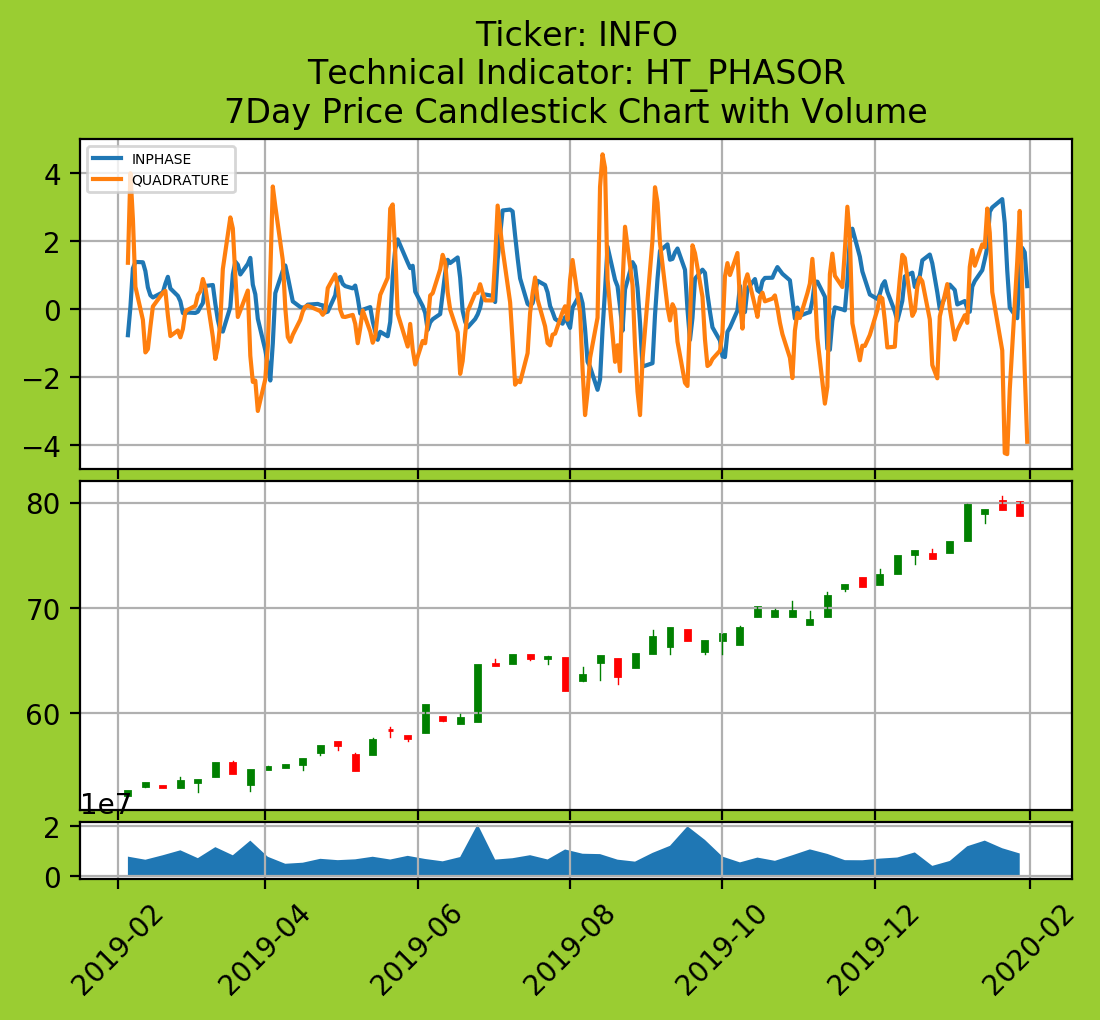 Ticker: INFO
Technical Indicator: HT_PHASOR
7Day Price Candlestick Chart with Volume
INPHASE
QUADRATURE
4
2
0
−2
−4
80
70
60
1e7
2
0
2019-02
2019-04
2019-06
2019-08
2019-10
2019-12
2020-02